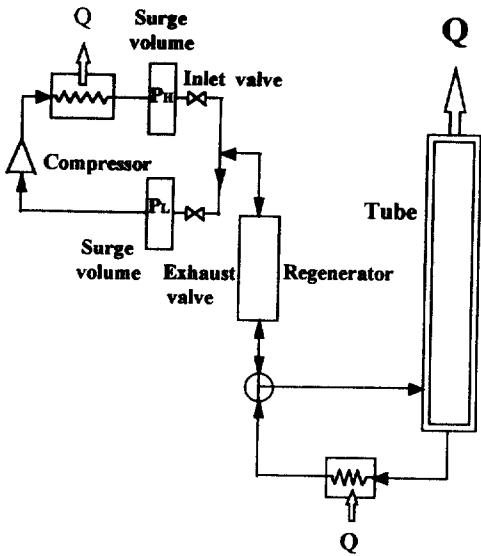 Q
Surge
volume
Inlet valve
PH
Compressor
PL
Surge
volume
Exhaust
valve
Regenerator
Tube
Q
Q